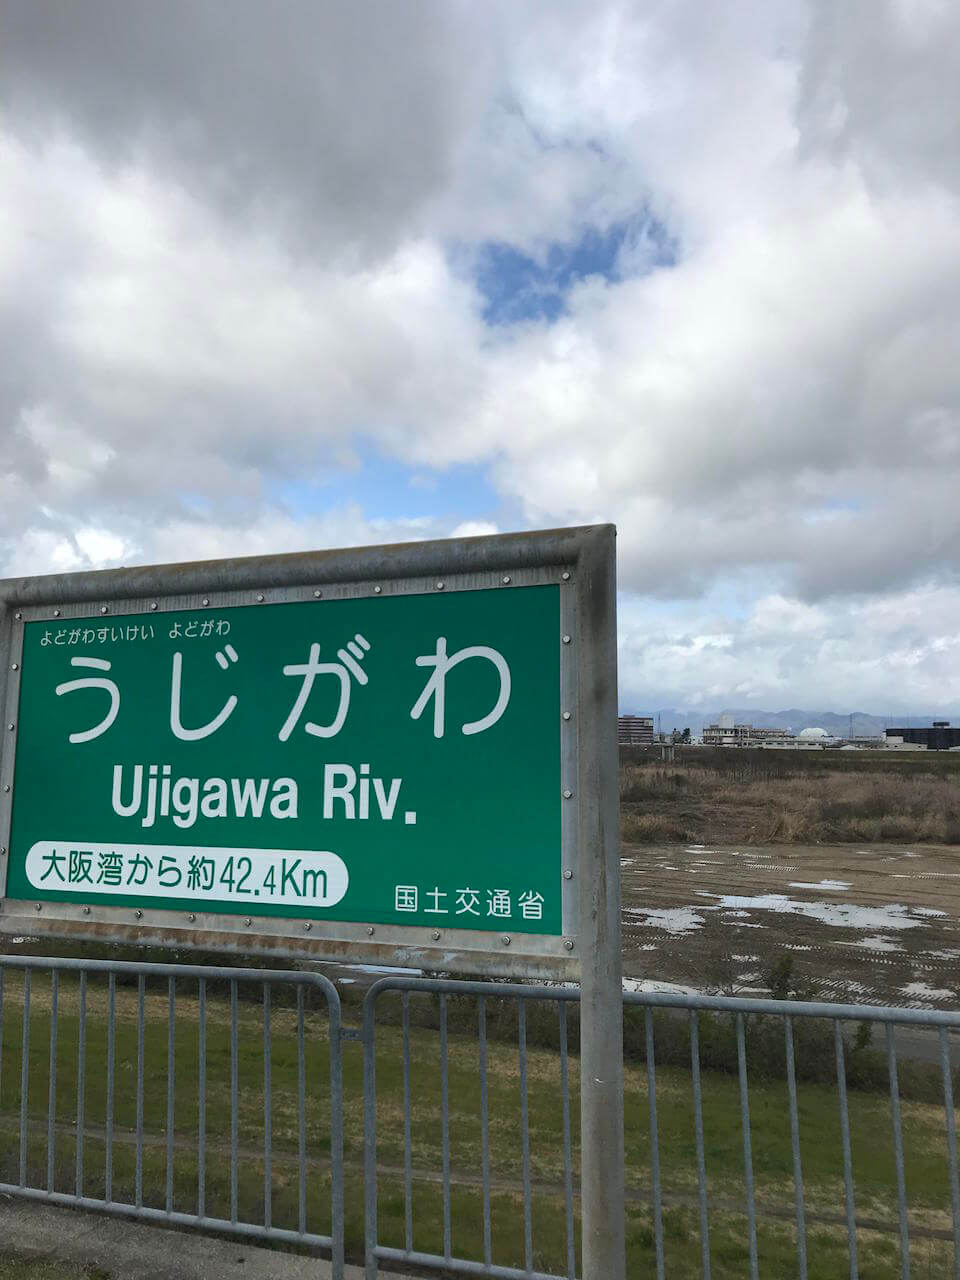 よどがわすいけい よどがわ
うじがわ
Ujigawa Riv.
大阪湾から約42.4Km
国土交通省